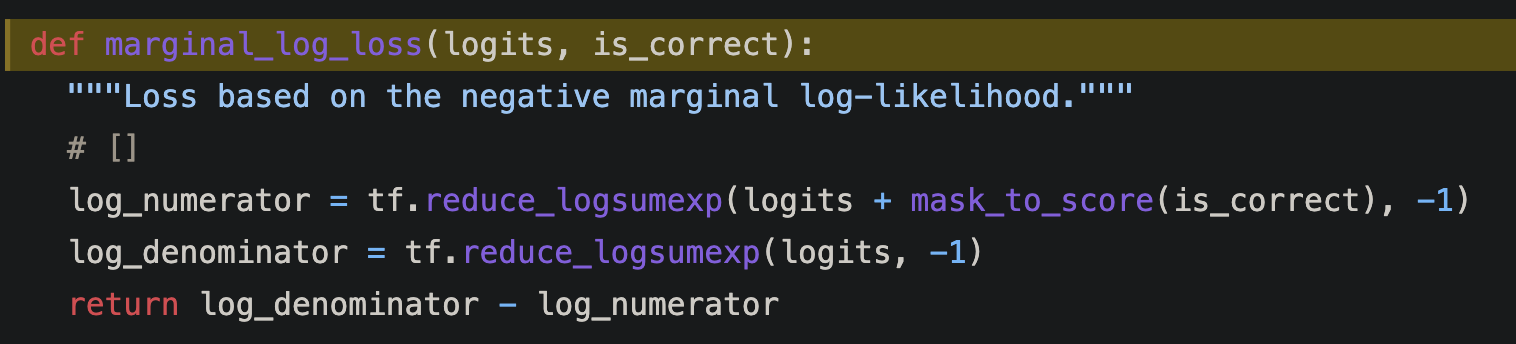 def marginal_log_loss(logits, is_correct):
  """Loss based on the negative marginal log-likelihood."""
  # []
  log_numerator = tf.reduce_logsumexp(logits + mask_to_score(is_correct), -1)
  log_denominator = tf.reduce_logsumexp(logits, -1)
  return log_denominator - log_numerator